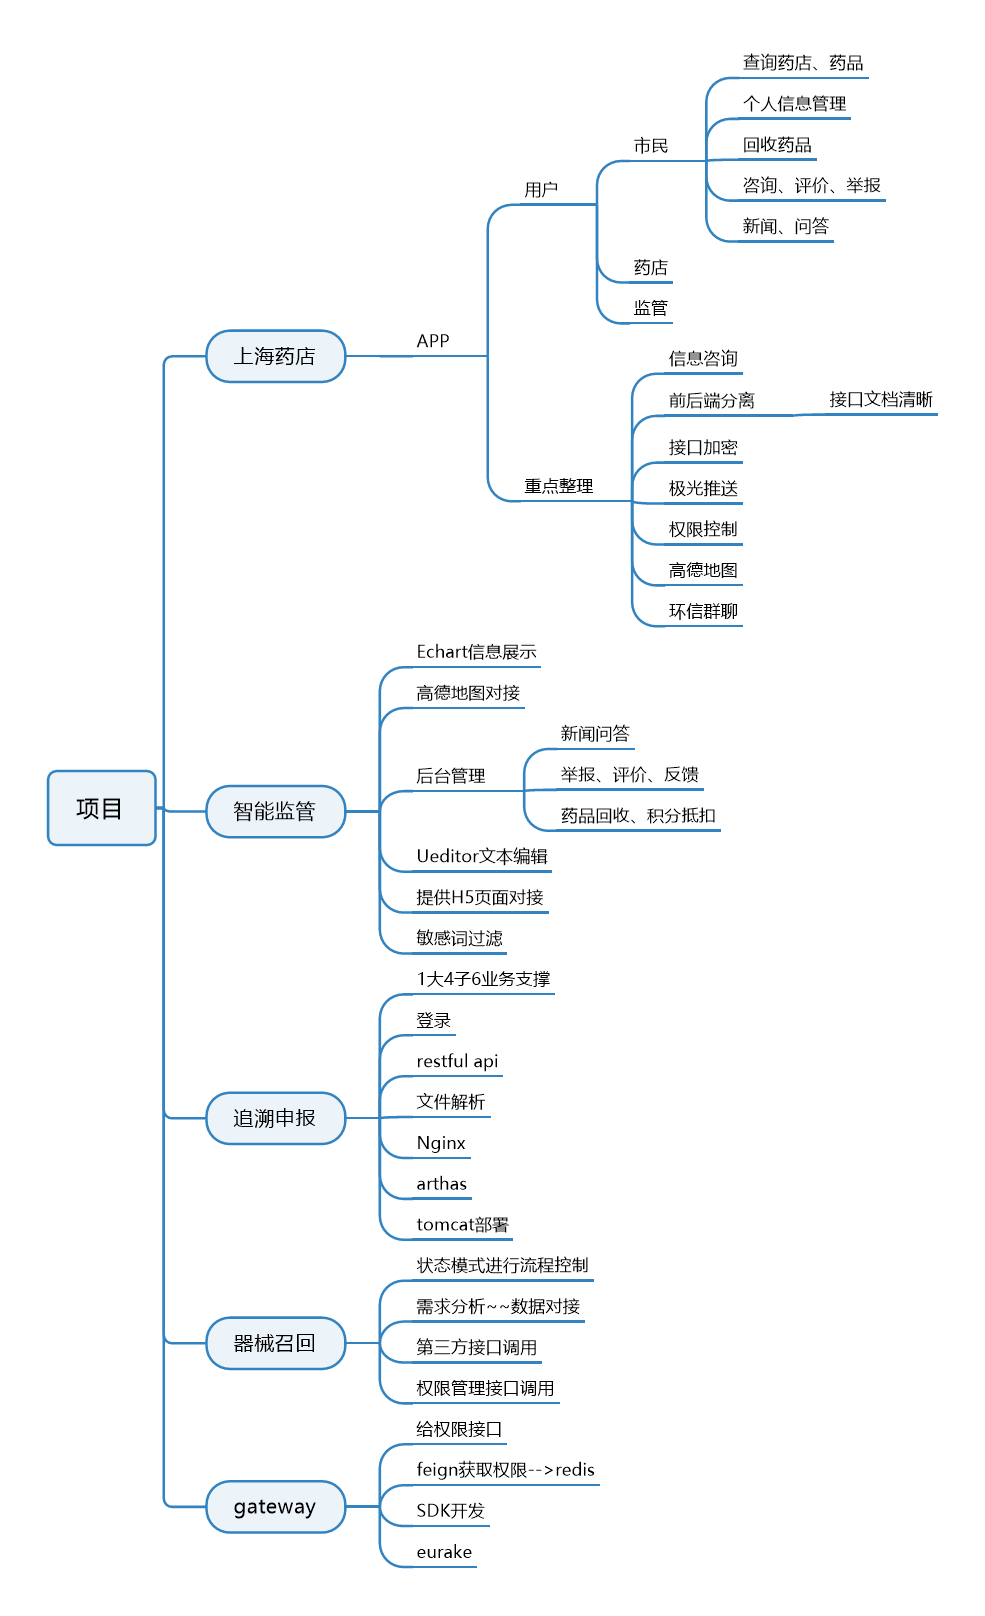 项目
上海药店
APP
用户
市民
查询药店、药品
个人信息管理
回收药品
咨询、评价、举报
新闻、问答
药店
监管
重点整理
信息咨询
前后端分离
接口文档清晰
接口加密
极光推送
权限控制
高德地图
环信群聊
智能监管
Echart信息展示
高德地图对接
后台管理
新闻问答
举报、评价、反馈
药品回收、积分抵扣
Ueditor文本编辑
提供H5页面对接
敏感词过滤
追溯申报
1大4子6业务支撑
登录
restful api
文件解析
Nginx
arthas
tomcat部署
器械召回
状态模式进行流程控制
需求分析~~数据对接
第三方接口调用
权限管理接口调用
gateway
给权限接口
feign获取权限-->redis
SDK开发
eurake